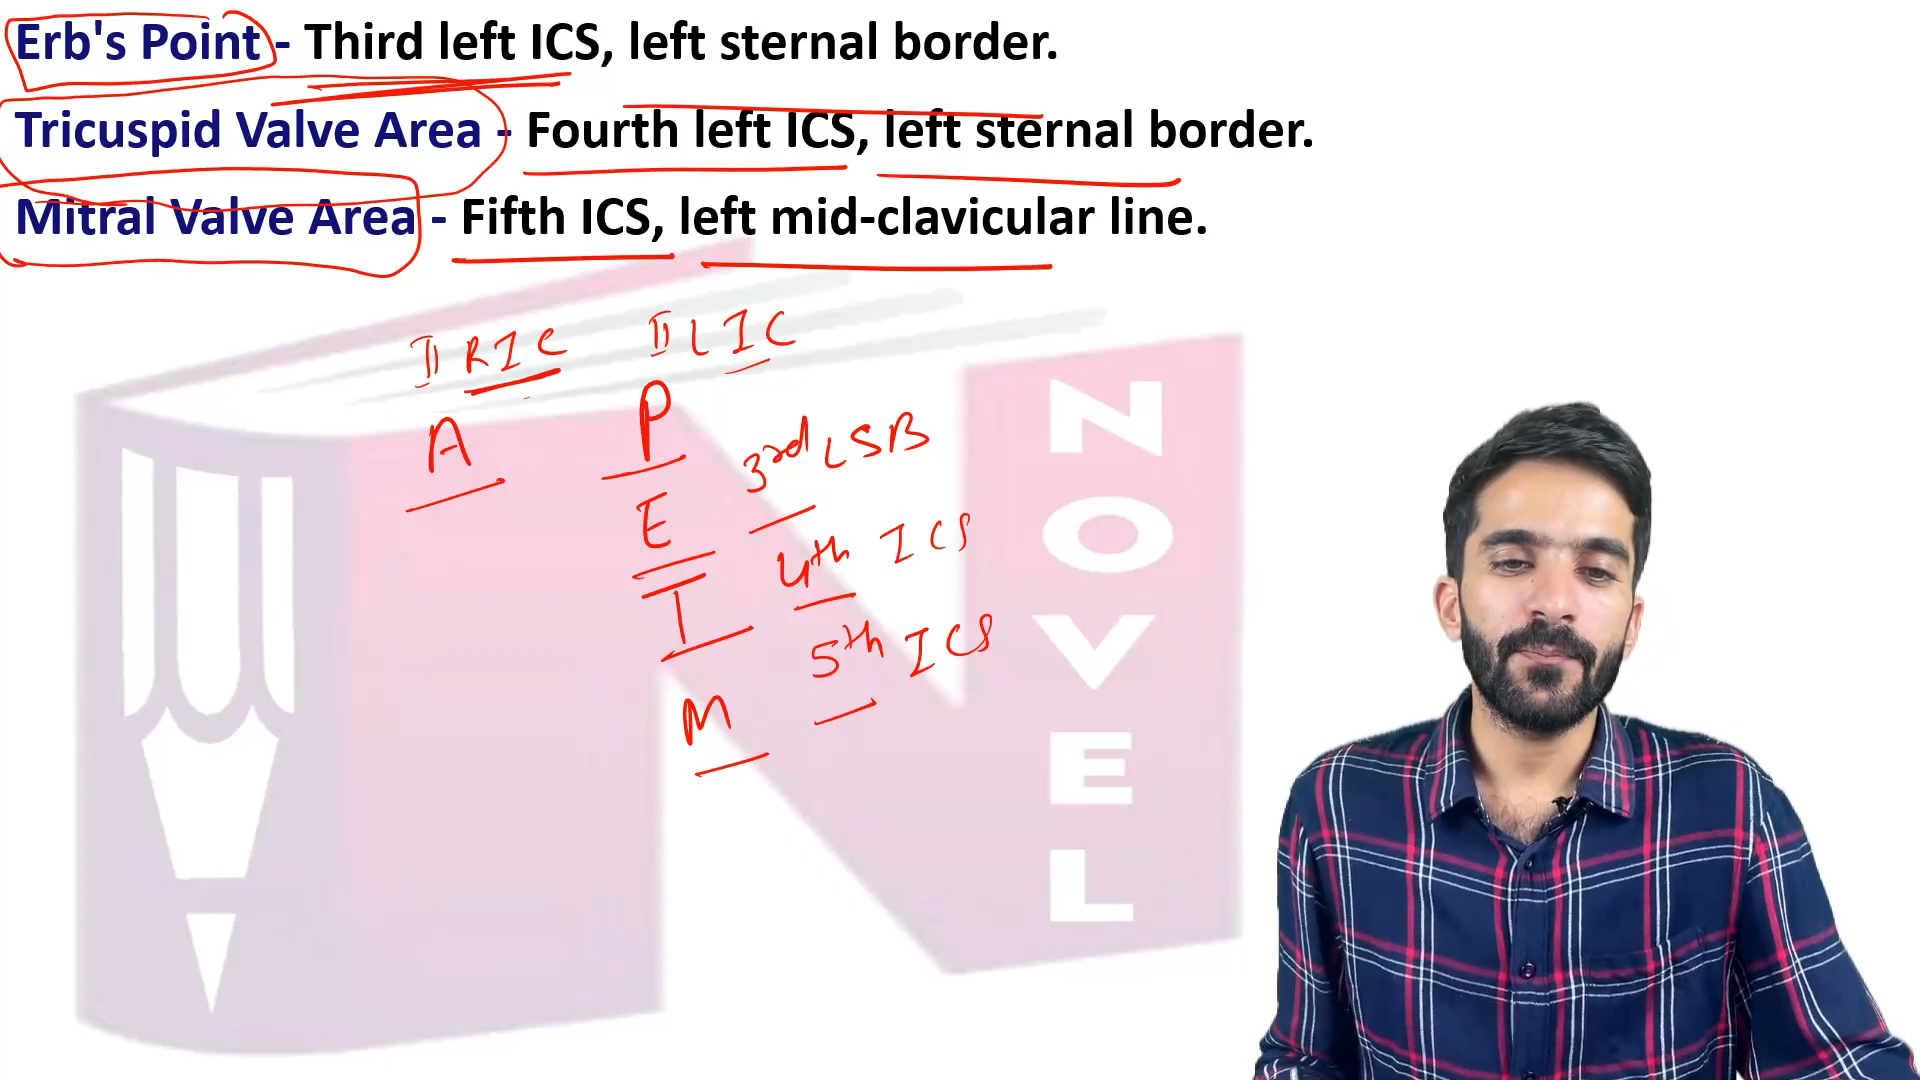 Erb's Point - Third left ICS, left sternal border.
Tricuspid Valve Area - Fourth left ICS, left sternal border.
Mitral Valve Area - Fifth ICS, left mid-clavicular line.
II RIC II LIC
A P
3rd LSB
E
4th ICS
T
5th ICS
M
NOVEL